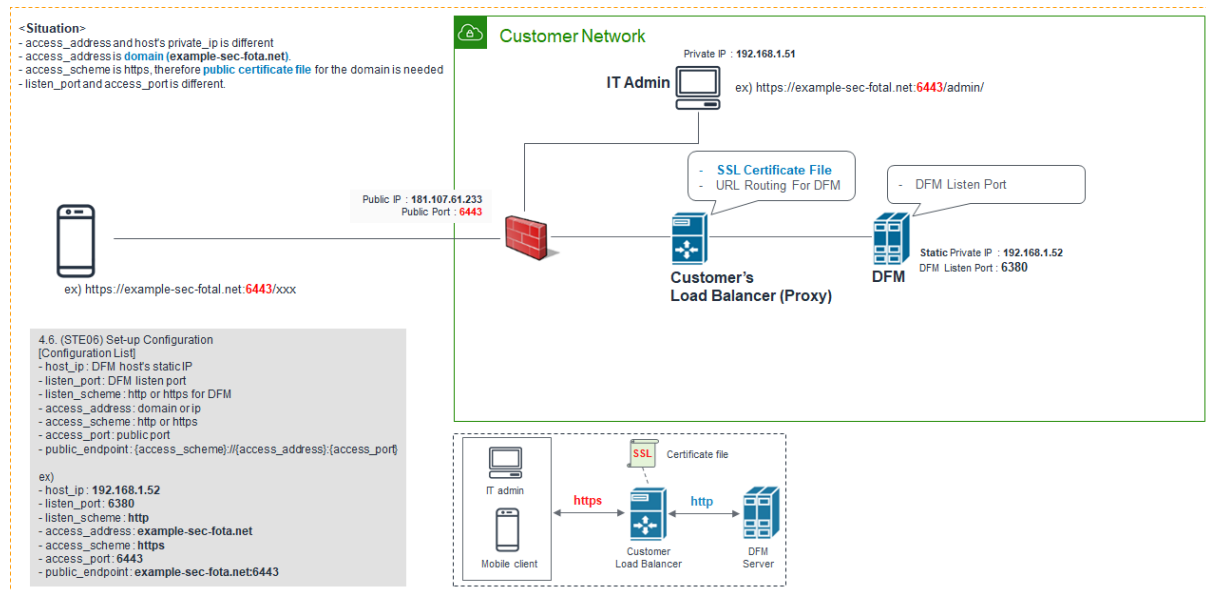 <Situation>
- access_address and host's private_ip is different
- access_address is domain (example-sec-fota.net).
- access_scheme is https, therefore public certificate file for the domain is needed
- listen_port and access_port is different.
Customer Network
Private IP : 192.168.1.51
IT Admin
ex) https://example-sec-fotal.net:6443/admin/
- SSL Certificate File
- URL Routing For DFM
- DFM Listen Port
Public IP : 181.107.61.233
Public Port : 6443
ex) https://example-sec-fotal.net:6443/xxx
Customer's
Load Balancer (Proxy)
DFM
Static Private IP : 192.168.1.52
DFM Listen Port : 6380
4.6. (STE06) Set-up Configuration
[Configuration List]
- host_ip : DFM host's static IP
- listen_port : DFM listen port
- listen_scheme : http or https for DFM
- access_address : domain or ip
- access_scheme : http or https
- access_port : public port
- public_endpoint : {access_scheme}://{access_address}:{access_port}
ex)
- host_ip : 192.168.1.52
- listen_port : 6380
- listen_scheme : http
- access_address : example-sec-fota.net
- access_scheme : https
- access_port : 6443
- public_endpoint : example-sec-fota.net:6443
SSL
Certificate file
IT admin
https
http
Mobile client
Customer
Load Balancer
DFM
Server